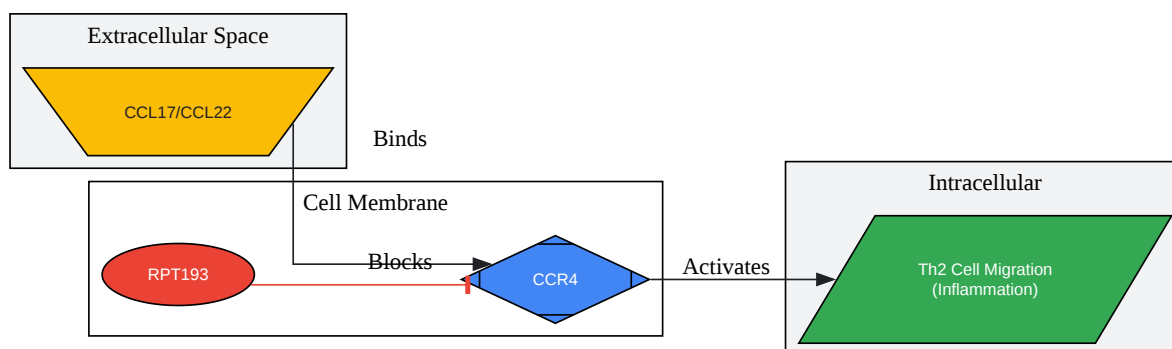 Extracellular Space
CCL17/CCL22
Binds
Cell Membrane
Intracellular
RPT193
Blocks
CCR4
Activates
Th2 Cell Migration
(Inflammation)